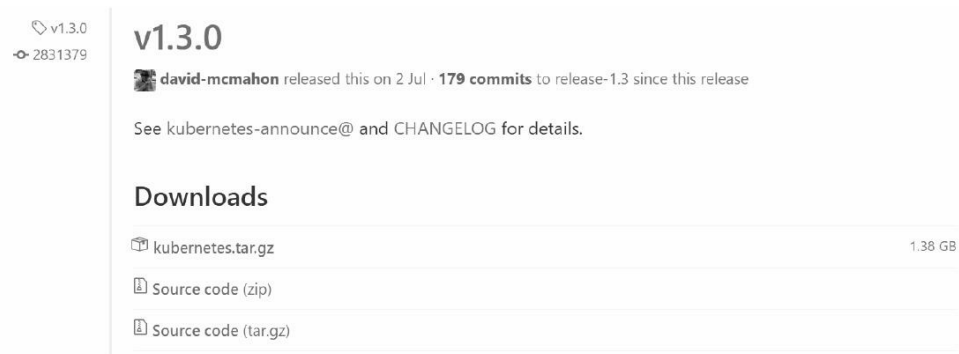 v1.3.0
2831379
v1.3.0
david-mcmahon released this on 2 Jul · 179 commits to release-1.3 since this release
See kubernetes-announce@ and CHANGELOG for details.
Downloads
kubernetes.tar.gz 1.38 GB
Source code (zip)
Source code (tar.gz)